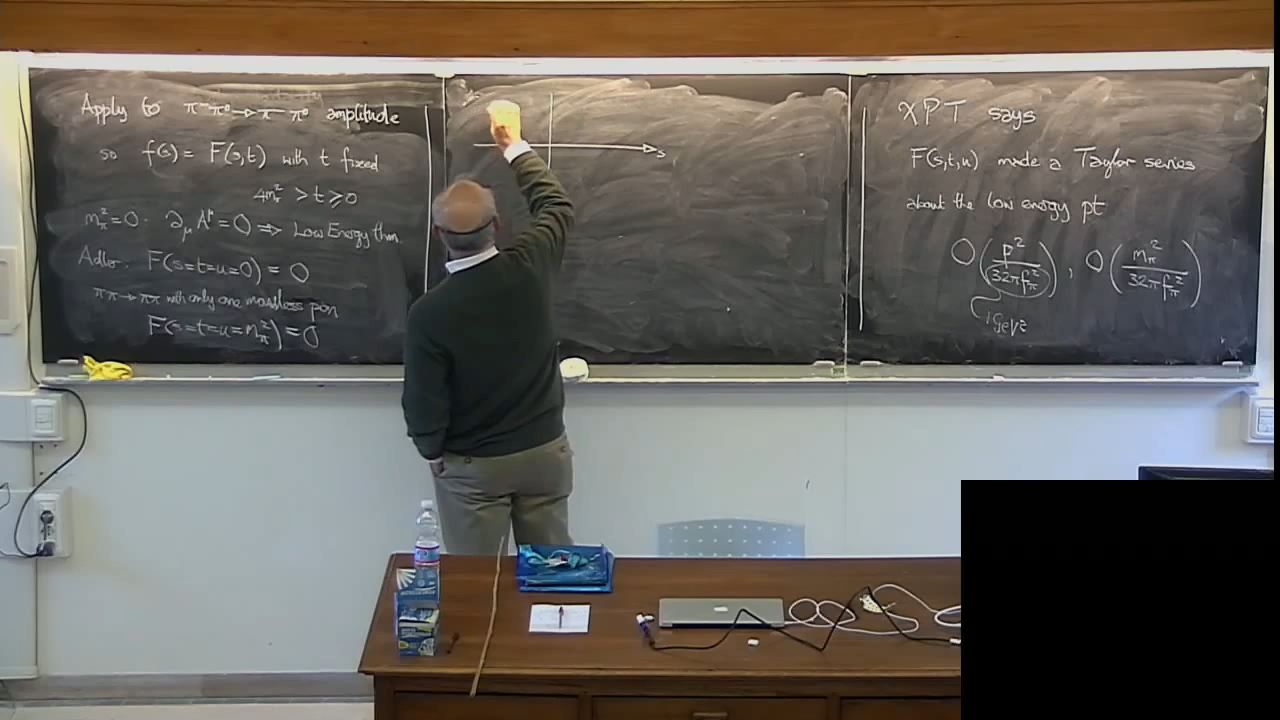 Apply to π⁻π⁰→π⁻π⁰ amplitude
so f(s) = F(s,t) with t fixed
4m²π > t ⩾ 0
m²π = 0 · ∂μ Aμ = 0 ⇒ Low Energy thm.
Adler. F(s=t=u=0) = 0
ππ→ππ with only one massless pion
F(s=t=u=m²π) = 0
s
χPT says
F(s,t,u) made a Taylor series
about the low energy pt
O(p²/32πf²π), O(m²π/32πf²π)
1 GeV²